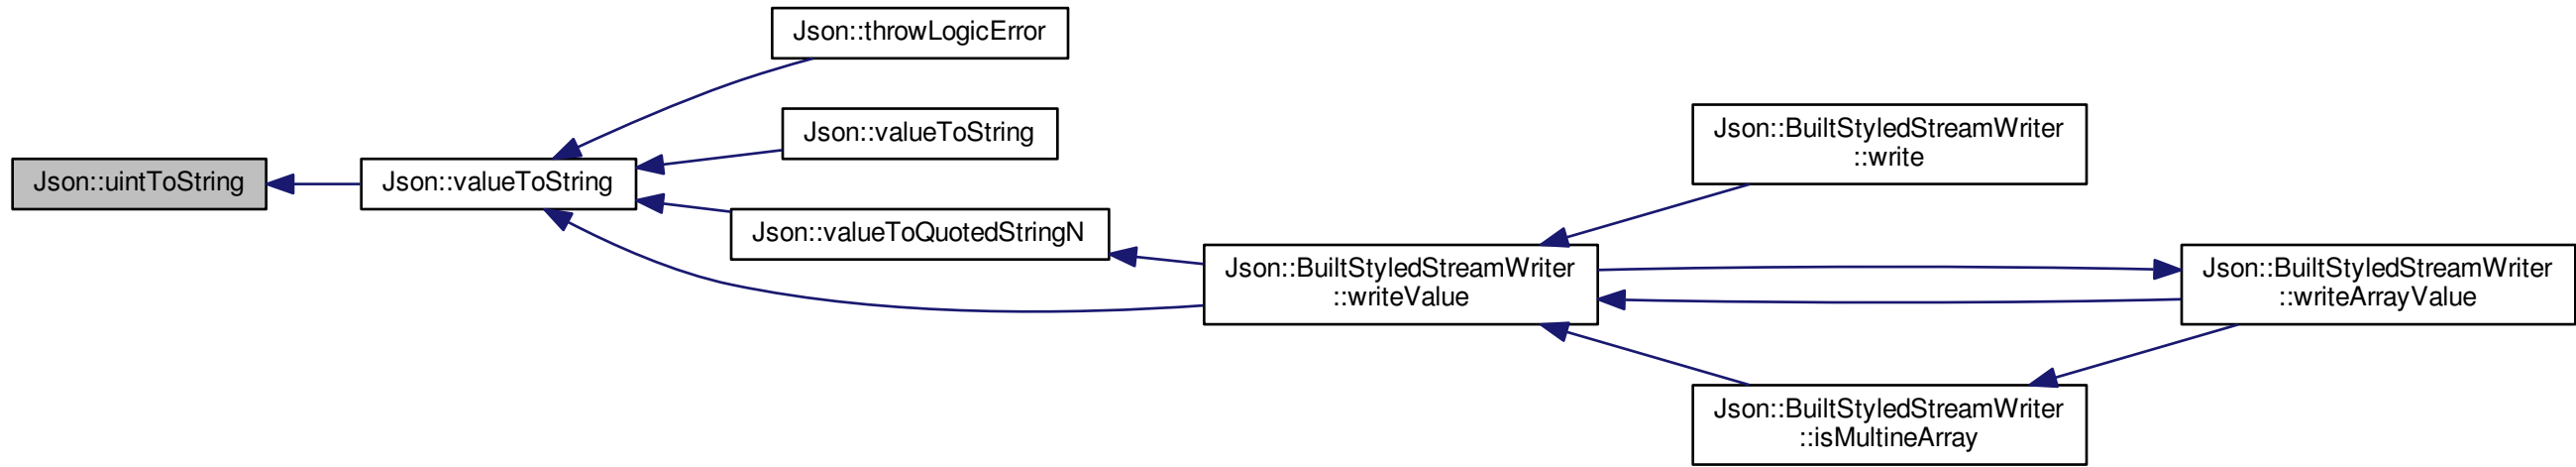 Json::uintToString
Json::valueToString
Json::throwLogicError
Json::valueToString
Json::valueToQuotedStringN
Json::BuiltStyledStreamWriter
::writeValue
Json::BuiltStyledStreamWriter
::write
Json::BuiltStyledStreamWriter
::writeArrayValue
Json::BuiltStyledStreamWriter
::isMultineArray